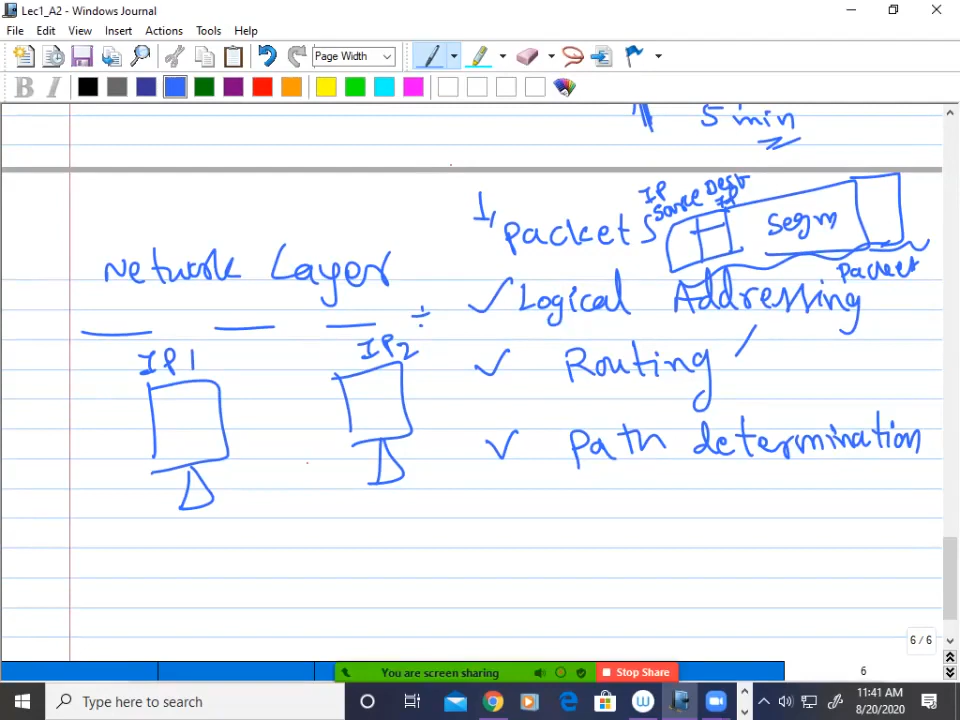 Lec1_A2 - Windows Journal
File Edit View Insert Actions Tools Help
Page Width
B I
5 min
1, Packet S
IP Source Dest IP
Segm
Packet
Network Layer
✓ Logical Addressing
IP1 IP2
✓ Routing
✓ Path determination
6 / 6
6
You are screen sharing Stop Share
Type here to search
11:41 AM
8/20/2020